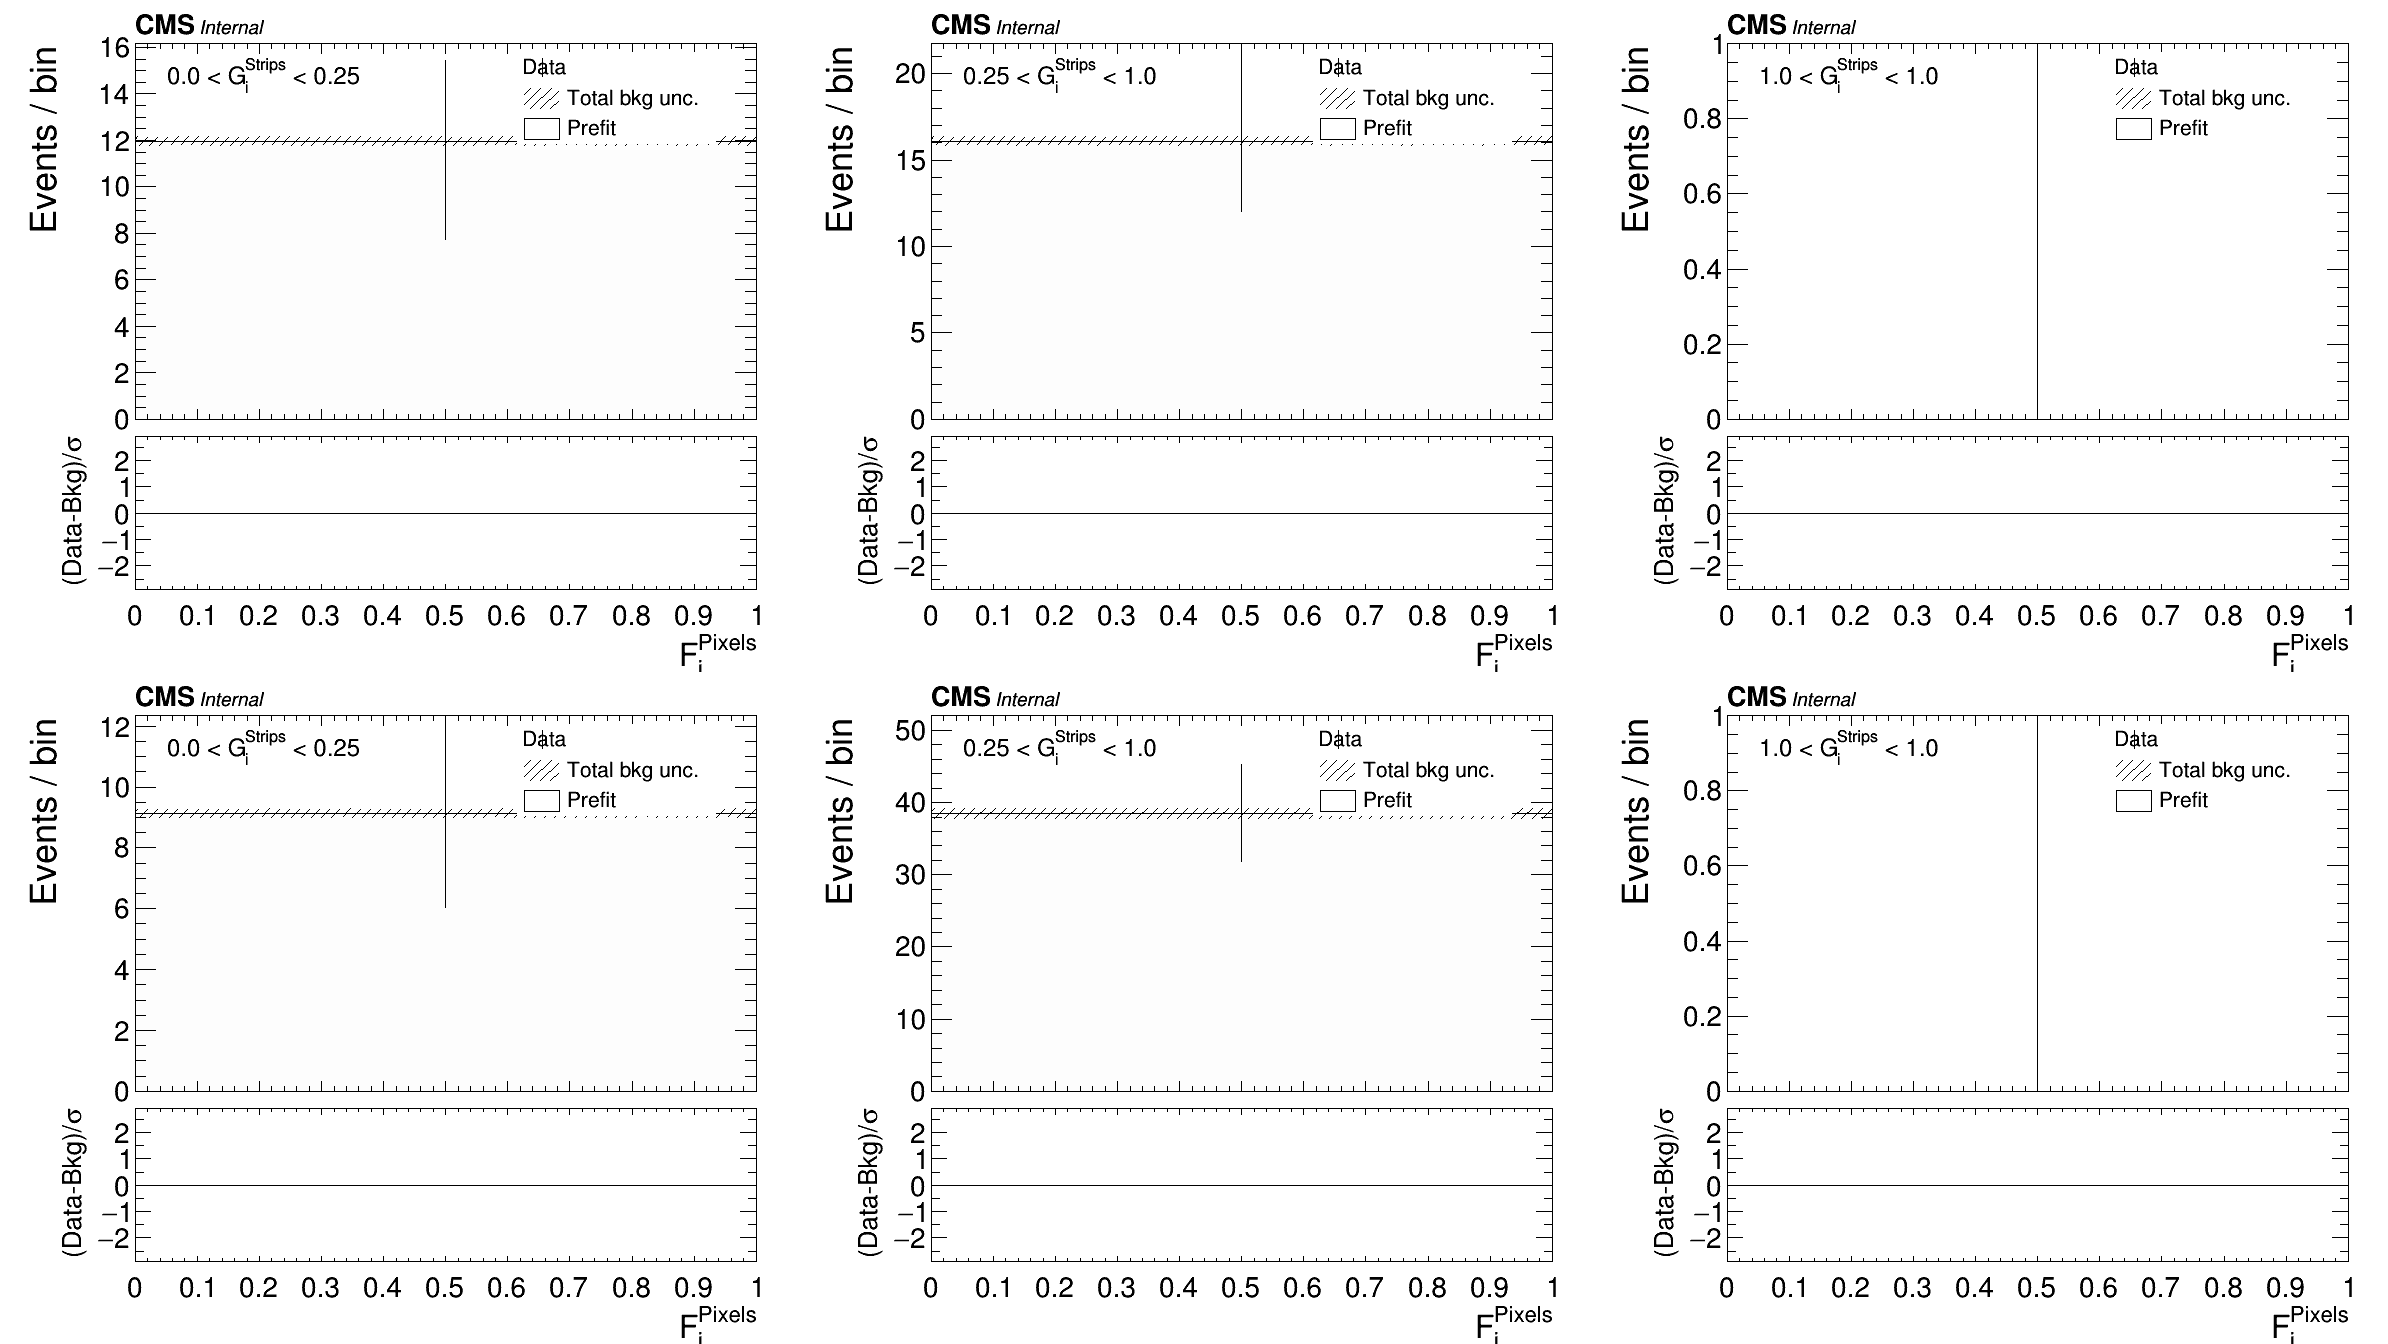 CMS Internal
Events / bin
0.0 < G_i^Strips < 0.25
Data
Total bkg unc.
Prefit
16
14
12
10
8
6
4
2
0
(Data-Bkg)/σ
2
1
0
−1
−2
0 0.1 0.2 0.3 0.4 0.5 0.6 0.7 0.8 0.9 1
F_i^Pixels
CMS Internal
Events / bin
0.25 < G_i^Strips < 1.0
Data
Total bkg unc.
Prefit
20
15
10
5
0
(Data-Bkg)/σ
2
1
0
−1
−2
0 0.1 0.2 0.3 0.4 0.5 0.6 0.7 0.8 0.9 1
F_i^Pixels
CMS Internal
Events / bin
1.0 < G_i^Strips < 1.0
Data
Total bkg unc.
Prefit
1
0.8
0.6
0.4
0.2
0
(Data-Bkg)/σ
2
1
0
−1
−2
0 0.1 0.2 0.3 0.4 0.5 0.6 0.7 0.8 0.9 1
F_i^Pixels
CMS Internal
Events / bin
0.0 < G_i^Strips < 0.25
Data
Total bkg unc.
Prefit
12
10
8
6
4
2
0
(Data-Bkg)/σ
2
1
0
−1
−2
0 0.1 0.2 0.3 0.4 0.5 0.6 0.7 0.8 0.9 1
F_i^Pixels
CMS Internal
Events / bin
0.25 < G_i^Strips < 1.0
Data
Total bkg unc.
Prefit
50
40
30
20
10
0
(Data-Bkg)/σ
2
1
0
−1
−2
0 0.1 0.2 0.3 0.4 0.5 0.6 0.7 0.8 0.9 1
F_i^Pixels
CMS Internal
Events / bin
1.0 < G_i^Strips < 1.0
Data
Total bkg unc.
Prefit
1
0.8
0.6
0.4
0.2
0
(Data-Bkg)/σ
2
1
0
−1
−2
0 0.1 0.2 0.3 0.4 0.5 0.6 0.7 0.8 0.9 1
F_i^Pixels